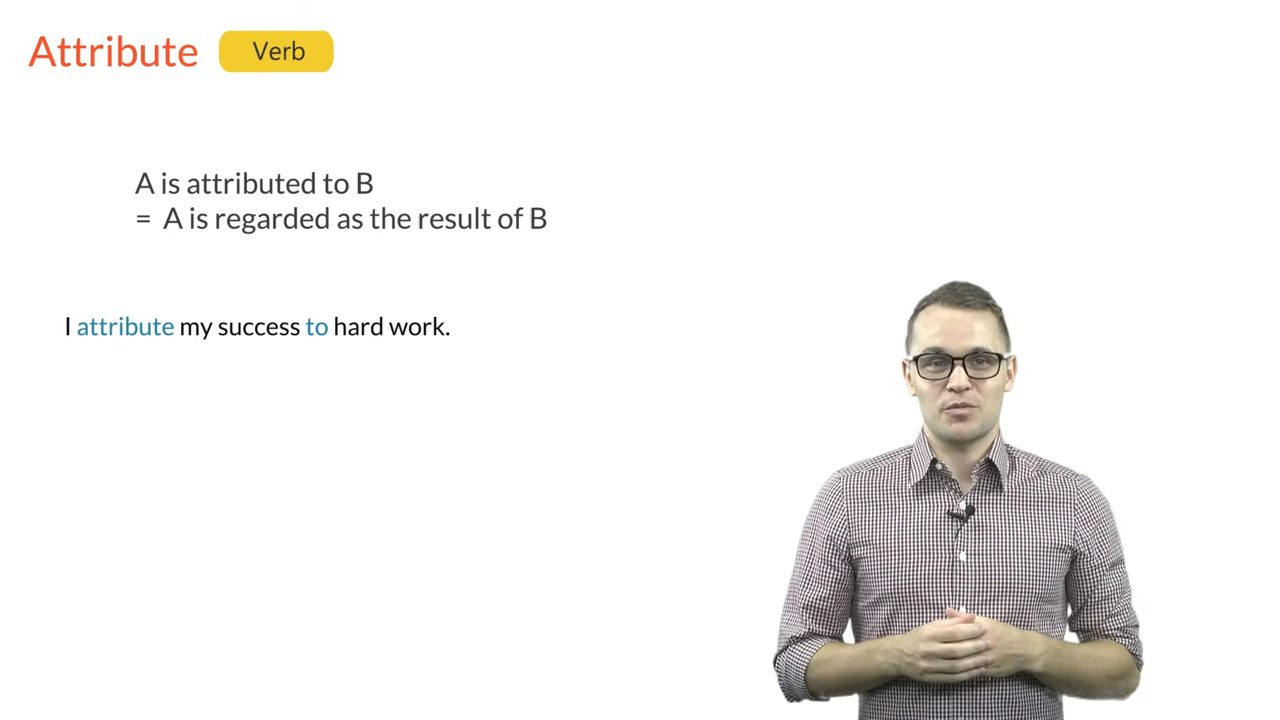 Attribute Verb
A is attributed to B
= A is regarded as the result of B
I attribute my success to hard work.